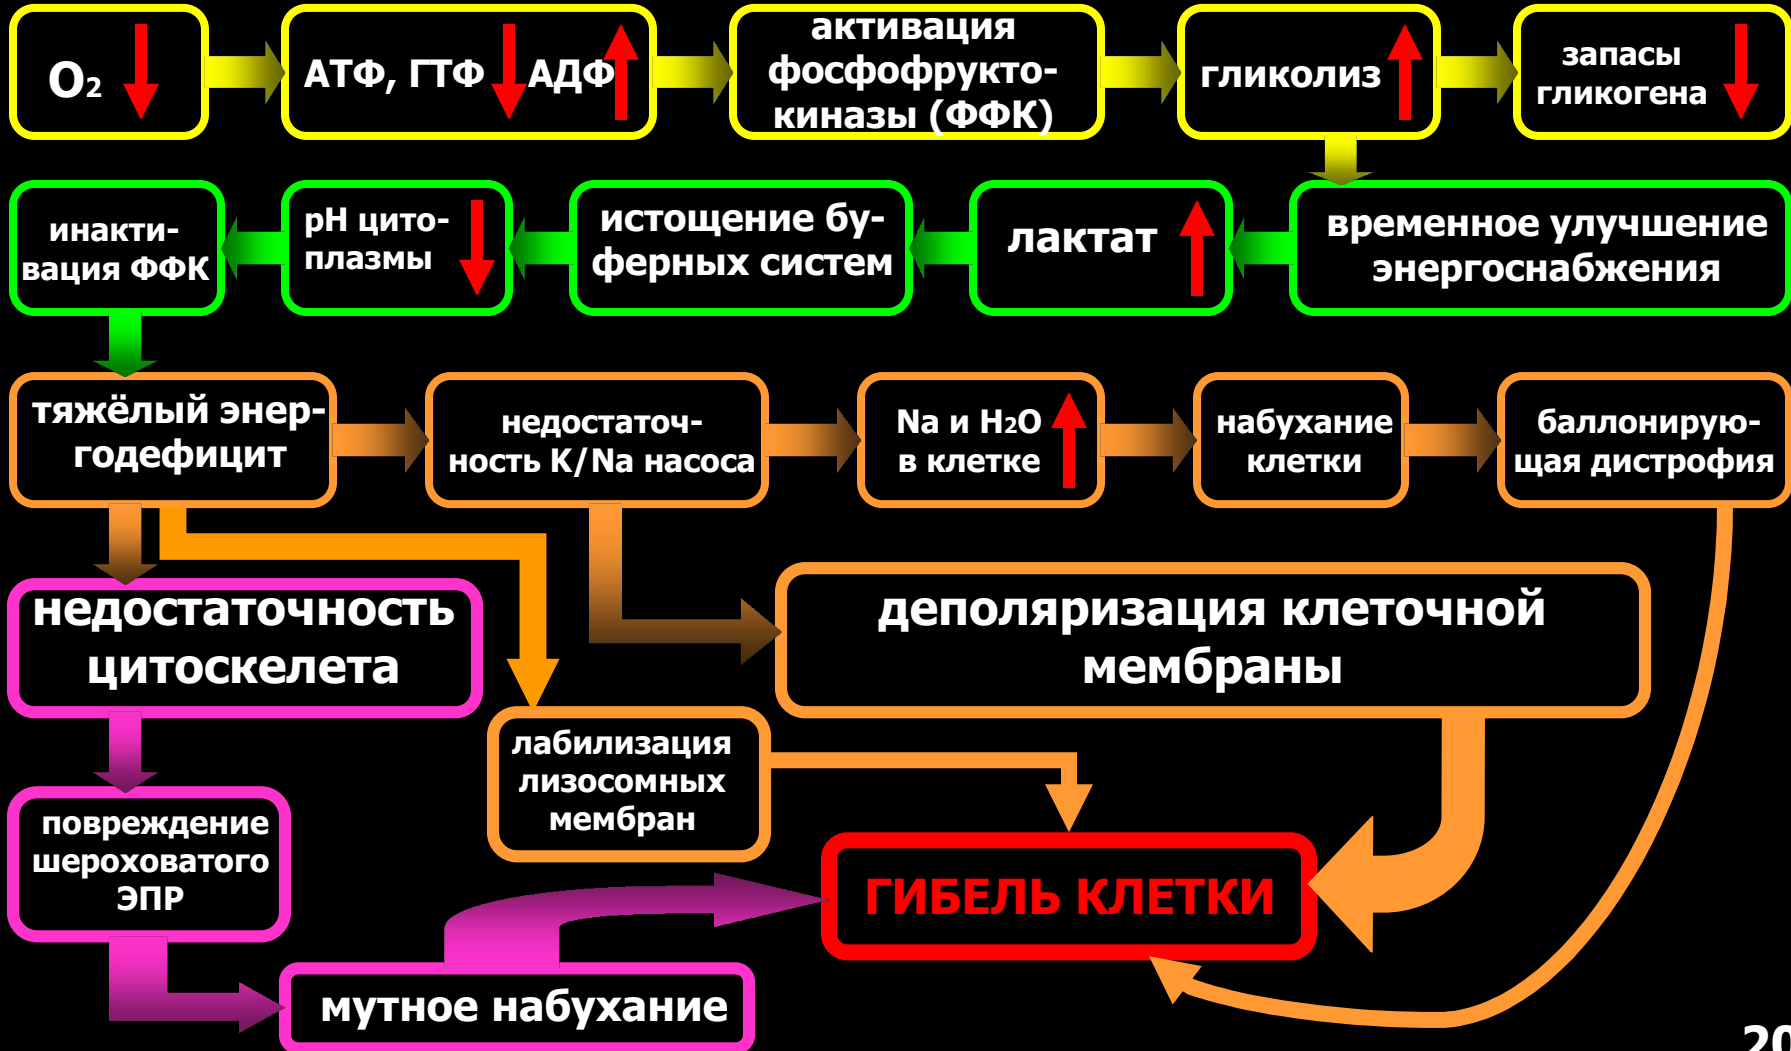 O₂
АТФ, ГТФ
АДФ
активация
фосфофрукто-
киназы (ФФК)
гликолиз
запасы
гликогена
инакти-
вация ФФК
pH цито-
плазмы
истощение бу-
ферных систем
лактат
временное улучшение
энергоснабжения
тяжёлый энер-
годефицит
недостаточ-
ность K/Na насоса
Na и H₂O
в клетке
набухание
клетки
баллонирую-
щая дистрофия
недостаточность
цитоскелета
деполяризация клеточной
мембраны
лабилизация
лизосомных
мембран
повреждение
шероховатого
ЭПР
ГИБЕЛЬ КЛЕТКИ
мутное набухание
20